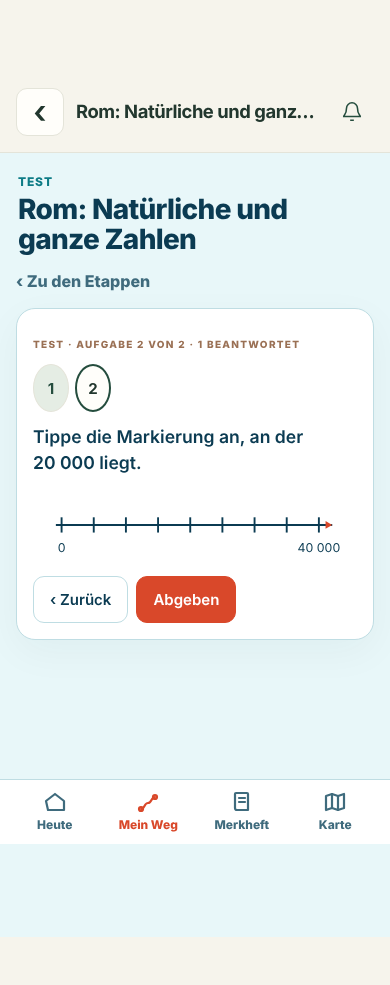 ‹ Rom: Natürliche und ganz...
TEST
Rom: Natürliche und
ganze Zahlen
‹ Zu den Etappen
TEST · AUFGABE 2 VON 2 · 1 BEANTWORTET
1 2
Tippe die Markierung an, an der
20 000 liegt.
0 40 000
‹ Zurück Abgeben
Heute Mein Weg Merkheft Karte